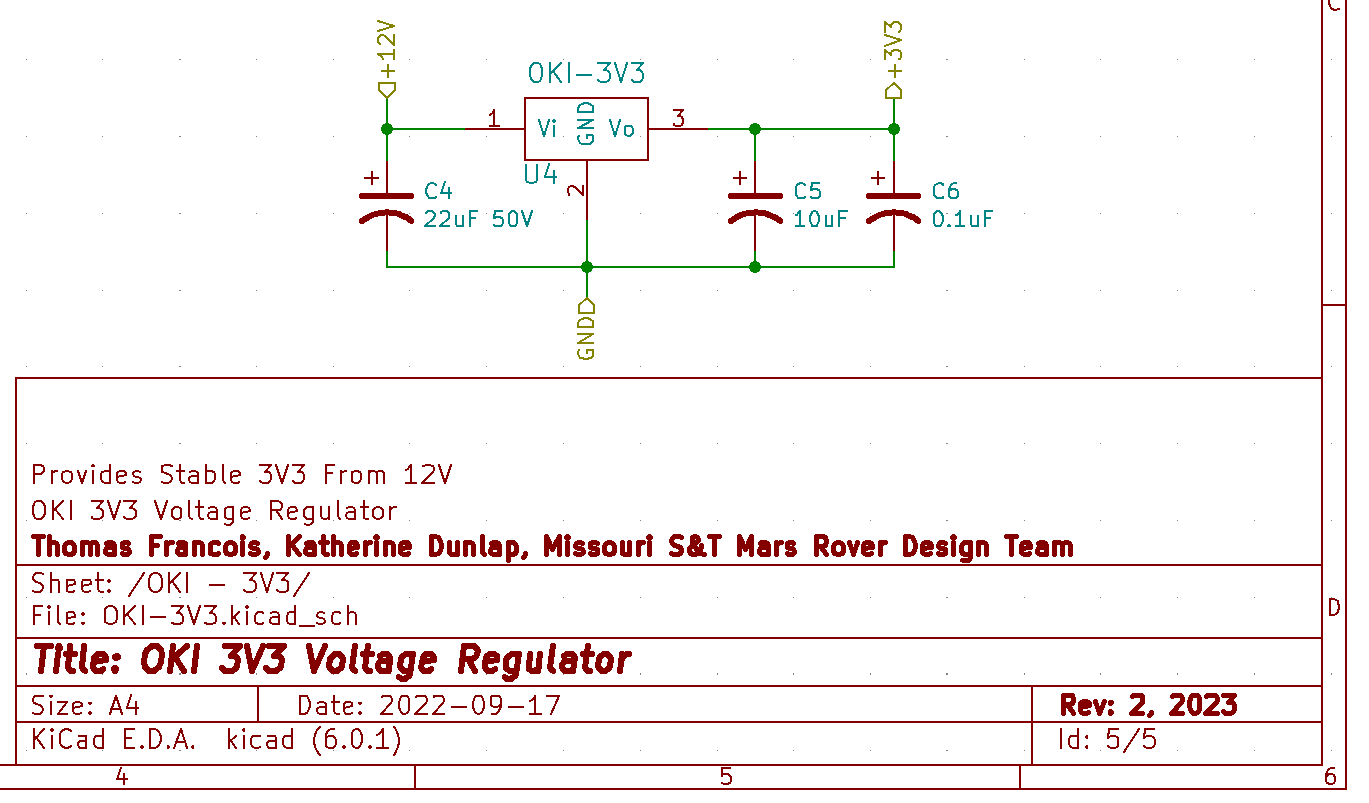 C
+12V
+3V3
OKI-3V3
1
Vi
GND
Vo
3
U4
2
+
C4
22uF 50V
+
C5
10uF
+
C6
0.1uF
GND
Provides Stable 3V3 From 12V
OKI 3V3 Voltage Regulator
Thomas Francois, Katherine Dunlap, Missouri S&T Mars Rover Design Team
Sheet: /OKI - 3V3/
File: OKI-3V3.kicad_sch
D
Title: OKI 3V3 Voltage Regulator
Size: A4
Date: 2022-09-17
Rev: 2, 2023
KiCad E.D.A. kicad (6.0.1)
Id: 5/5
4
5
6